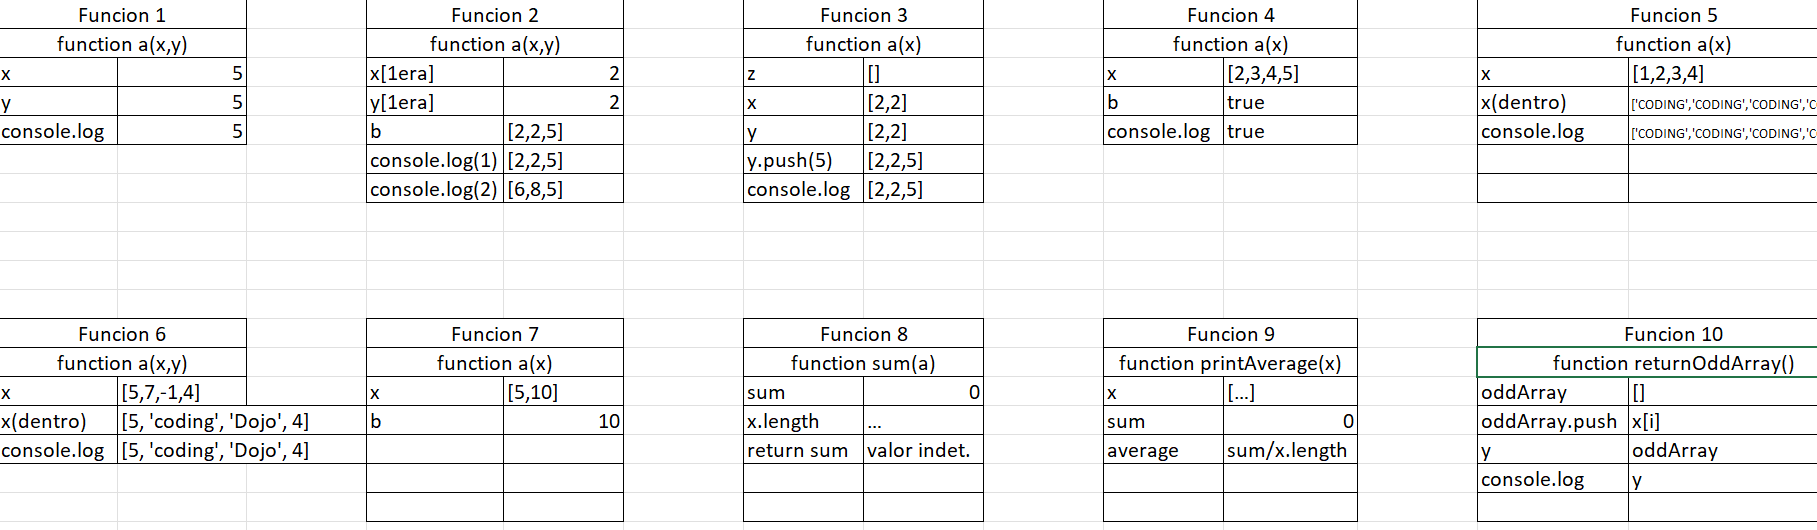 Funcion 1
function a(x,y)
x 5
y 5
console.log 5
Funcion 2
function a(x,y)
x[1era] 2
y[1era] 2
b [2,2,5]
console.log(1) [2,2,5]
console.log(2) [6,8,5]
Funcion 3
function a(x)
z []
x [2,2]
y [2,2]
y.push(5) [2,2,5]
console.log [2,2,5]
Funcion 4
function a(x)
x [2,3,4,5]
b true
console.log true
Funcion 5
function a(x)
x [1,2,3,4]
x(dentro) ['CODING','CODING','CODING','C
console.log ['CODING','CODING','CODING','C
Funcion 6
function a(x,y)
x [5,7,-1,4]
x(dentro) [5, 'coding', 'Dojo', 4]
console.log [5, 'coding', 'Dojo', 4]
Funcion 7
function a(x)
x [5,10]
b 10
Funcion 8
function sum(a)
sum 0
x.length ...
return sum valor indet.
Funcion 9
function printAverage(x)
x [...]
sum 0
average sum/x.length
Funcion 10
function returnOddArray()
oddArray []
oddArray.push x[i]
y oddArray
console.log y